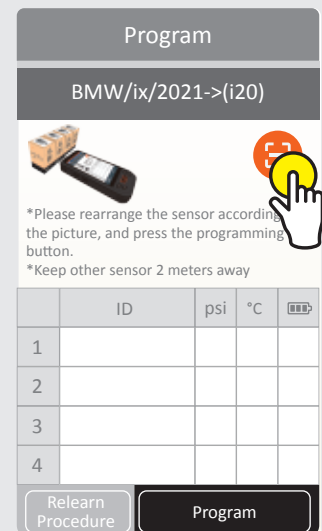 Program
BMW/ix/2021->(i20)
*Please rearrange the sensor according
the picture, and press the programming
button.
*Keep other sensor 2 meters away
ID psi °C
1
2
3
4
Relearn
Procedure
Program